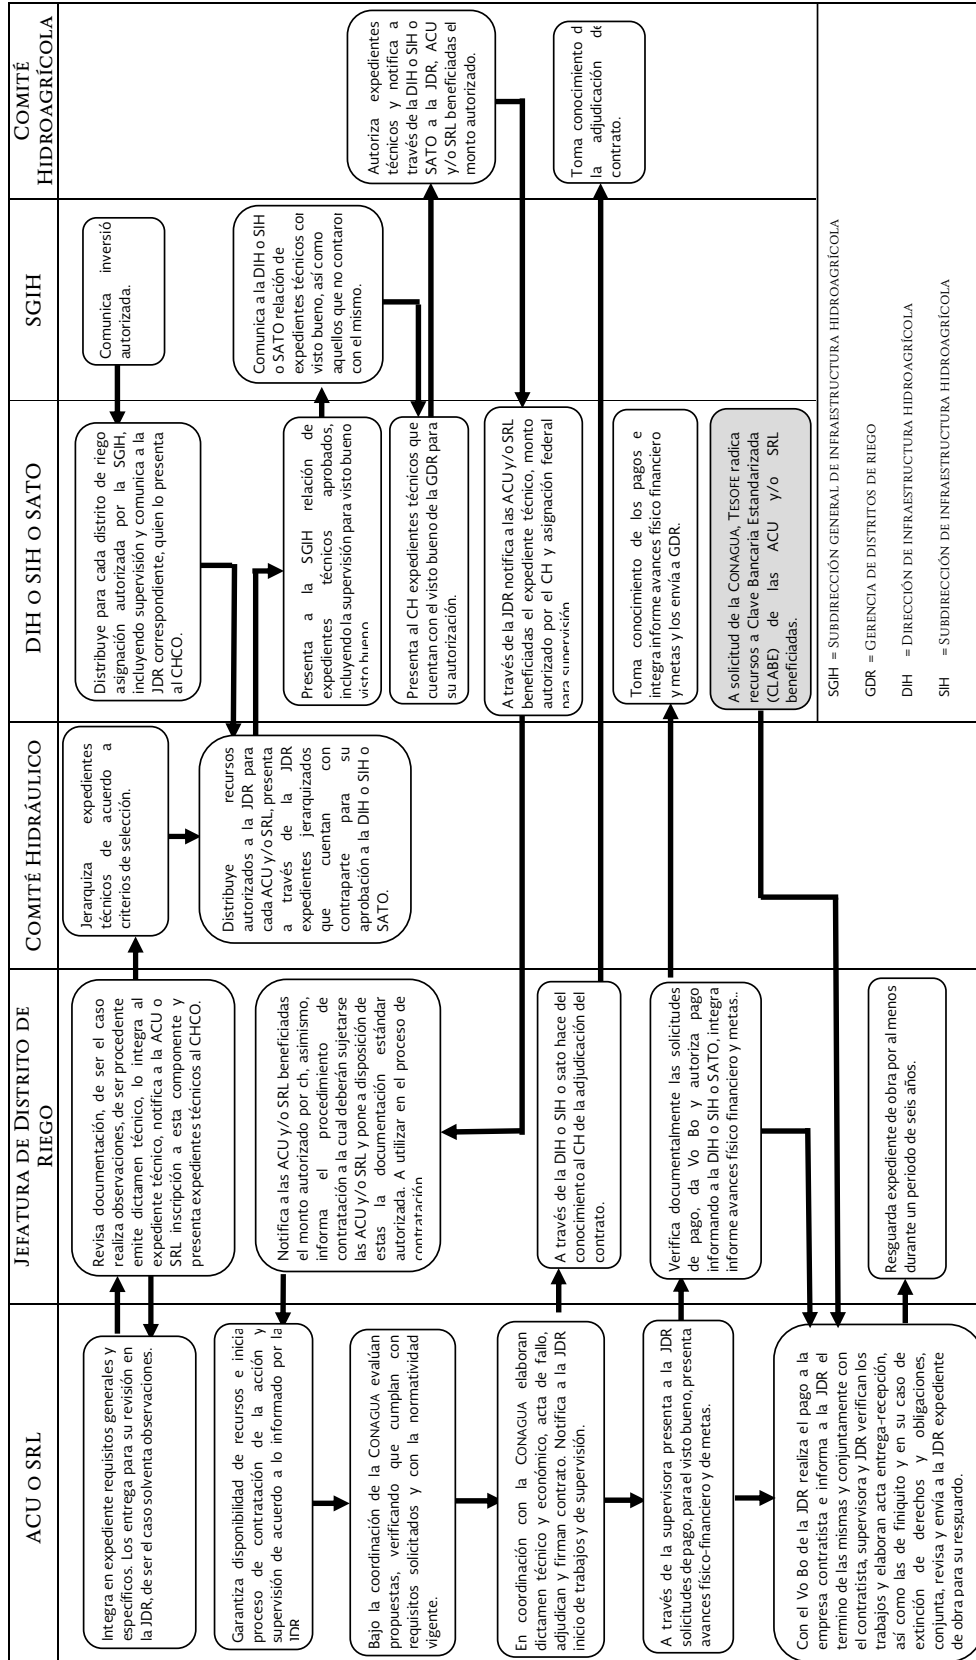 ACU O SRL
JEFATURA DE DISTRITO DE
RIEGO
COMITÉ HIDRÁULICO
DIH O SIH O SATO
SGIH
COMITÉ
HIDROAGRÍCOLA
Integra en expediente requisitos generales y
específicos. Los entrega para su revisión en
la JDR, de ser el caso solventa observaciones.
Revisa documentación, de ser el caso
realiza observaciones, de ser procedente
emite dictamen técnico, lo integra al
expediente técnico, notifica a la ACU o
SRL inscripción a esta componente y
presenta expedientes técnicos al CHCO.
Jerarquiza expedientes
técnicos de acuerdo a
criterios de selección.
Distribuye para cada distrito de riego
asignación autorizada por la SGIH,
incluyendo supervisión y comunica a la
JDR correspondiente, quien lo presenta
al CHCO.
Comunica inversió
autorizada.
Distribuye recursos
autorizados a la JDR para
cada ACU y/o SRL, presenta
a través de la JDR
expedientes jerarquizados
que cuentan con
contraparte para su
aprobación a la DIH o SIH o
SATO.
Presenta a la SGIH relación de
expedientes técnicos aprobados,
incluyendo la supervisión para visto bueno
visto bueno
Comunica a la DIH o SIH
o SATO relación de
expedientes técnicos con
visto bueno, así como
aquellos que no contaron
con el mismo.
Presenta al CH expedientes técnicos que
cuentan con el visto bueno de la GDR para
su autorización.
Autoriza expedientes
técnicos y notifica a
través de la DIH o SIH o
SATO a la JDR, ACU
y/o SRL beneficiadas el
monto autorizado.
A través de la JDR notifica a las ACU y/o SRL
beneficiadas el expediente técnico, monto
autorizado por el CH y asignación federal
para supervisión
Notifica a las ACU y/o SRL beneficiadas
el monto autorizado por ch, asimismo,
informa el procedimiento de
contratación a la cual deberán sujetarse
las ACU y/o SRL y pone a disposición de
estas la documentación estándar
autorizada. A utilizar en el proceso de
contratación
Garantiza disponibilidad de recursos e inicia
proceso de contratación de la acción y
supervisión de acuerdo a lo informado por la
JDR
Bajo la coordinación de la CONAGUA evalúan
propuestas, verificando que cumplan con
requisitos solicitados y con la normatividad
vigente.
En coordinación con la CONAGUA elaboran
dictamen técnico y económico, acta de fallo,
adjudican y firman contrato. Notifica a la JDR
inicio de trabajos y de supervisión.
A través de la DIH o SIH o sato hace del
conocimiento al CH de la adjudicación del
contrato.
Toma conocimiento d
la adjudicación de
contrato.
A través de la supervisora presenta a la JDR
solicitudes de pago, para el visto bueno, presenta
avances físico-financiero y de metas.
Verifica documentalmente las solicitudes
de pago, da Vo Bo y autoriza pago
informando a la DIH o SIH o SATO, integra
informe avances físico financiero y metas..
Toma conocimiento de los pagos e
integra informe avances físico financiero
y metas y los envía a GDR.
A solicitud de la CONAGUA, TESOFE radica
recursos a Clave Bancaria Estandarizada
(CLABE) de las ACU y/o SRL
beneficiadas.
Con el Vo Bo de la JDR realiza el pago a la
empresa contratista e informa a la JDR el
termino de las mismas y conjuntamente con
el contratista, supervisora y JDR verifican los
trabajos y elaboran acta entrega-recepción,
así como las de finiquito y en su caso de
extinción de derechos y obligaciones,
conjunta, revisa y envía a la JDR expediente
de obra para su resguardo.
Resguarda expediente de obra por al menos
durante un periodo de seis años.
SGIH = SUBDIRECCIÓN GENERAL DE INFRAESTRUCTURA HIDROAGRÍCOLA
GDR = GERENCIA DE DISTRITOS DE RIEGO
DIH = DIRECCIÓN DE INFRAESTRUCTURA HIDROAGRÍCOLA
SIH = SUBDIRECCIÓN DE INFRAESTRUCTURA HIDROAGRÍCOLA